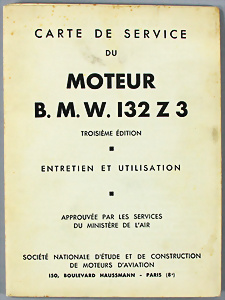 CARTE DE SERVICE
DU
MOTEUR
B. M. W. 132 Z 3
TROISIÈME ÉDITION
ENTRETIEN ET UTILISATION
APPROUVÉE PAR LES SERVICES
DU MINISTÈRE DE L'AIR
SOCIÉTÉ NATIONALE D'ÉTUDE ET DE CONSTRUCTION
DE MOTEURS D'AVIATION
150, BOULEVARD HAUSSMANN - PARIS (8e)